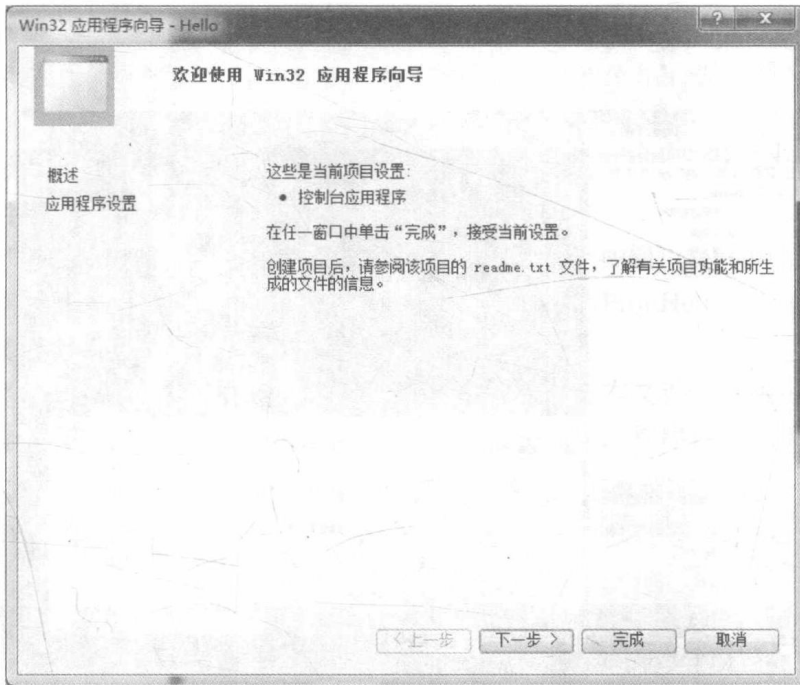 Win32 应用程序向导 - Hello
? X
欢迎使用 Win32 应用程序向导
概述
应用程序设置
这些是当前项目设置:
• 控制台应用程序
在任一窗口中单击“完成”，接受当前设置。
创建项目后，请参阅该项目的 readme.txt 文件，了解有关项目功能和所生
成的文件的信息。
< 上一步 下一步 > 完成 取消